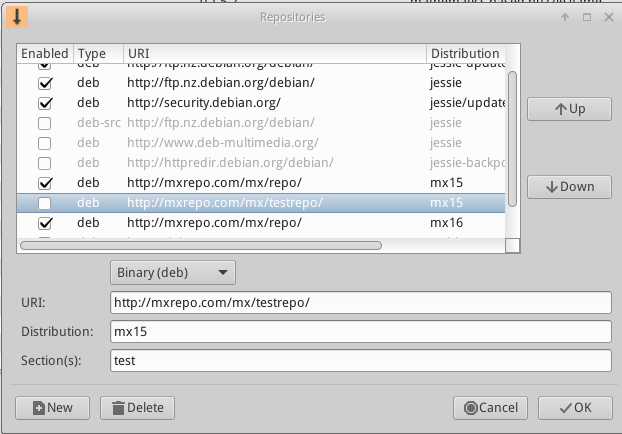 Repositories
Enabled Type URI Distribution
deb http://ftp.nz.debian.org/debian/ jessie-update
deb http://ftp.nz.debian.org/debian/ jessie
deb http://security.debian.org/ jessie/update
deb-src http://ftp.nz.debian.org/debian/ jessie
deb http://www.deb-multimedia.org/ jessie
deb http://httpredir.debian.org/debian/ jessie-backpo
deb http://mxrepo.com/mx/repo/ mx15
deb http://mxrepo.com/mx/testrepo/ mx15
deb http://mxrepo.com/mx/repo/ mx16
Up
Down
Binary (deb)
URI: http://mxrepo.com/mx/testrepo/
Distribution: mx15
Section(s): test
New Delete Cancel OK